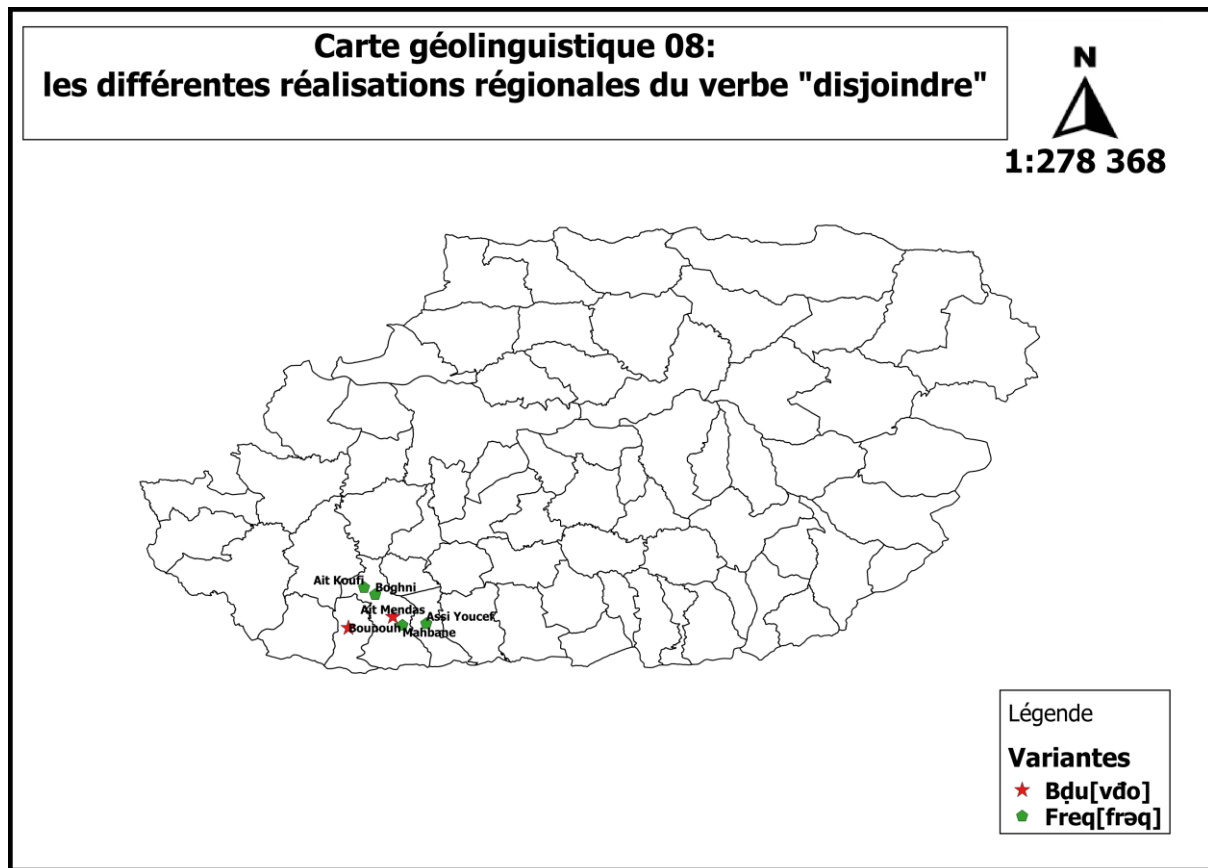 Carte géolinguistique 08:
les différentes réalisations régionales du verbe "disjoindre"
N
1:278 368
Ait Koufi
Boghni
Ait Mendas
Assi Youcef
Bounouh
Mahbane
Légende
Variantes
Bḍu[vđo]
Freq[frəq]